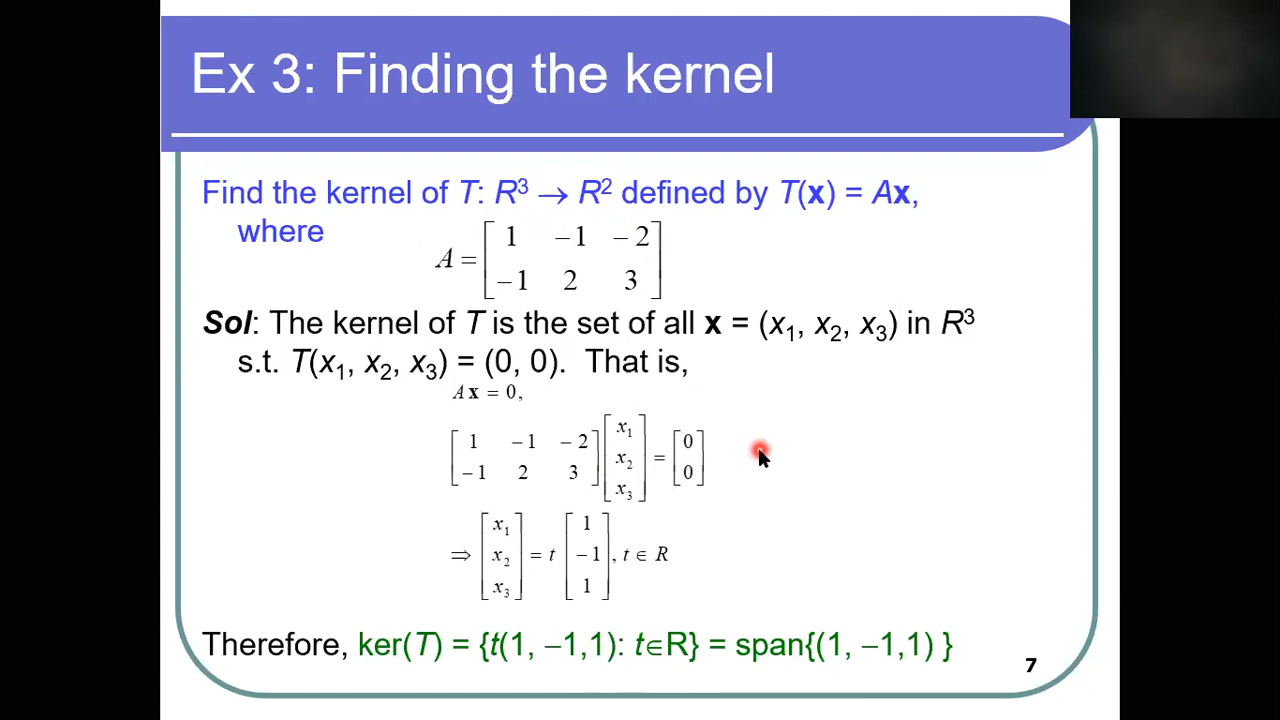 Ex 3: Finding the kernel
Find the kernel of T: R³ → R² defined by T(x) = Ax,
where
A = [1 −1 −2
−1 2 3]
Sol: The kernel of T is the set of all x = (x₁, x₂, x₃) in R³
s.t. T(x₁, x₂, x₃) = (0, 0). That is,
Ax = 0,
[1 −1 −2; −1 2 3] [x₁; x₂; x₃] = [0; 0]
⇒ [x₁; x₂; x₃] = t [1; −1; 1], t ∈ R
Therefore, ker(T) = {t(1, −1,1): t∈R} = span{(1, −1,1) }
7